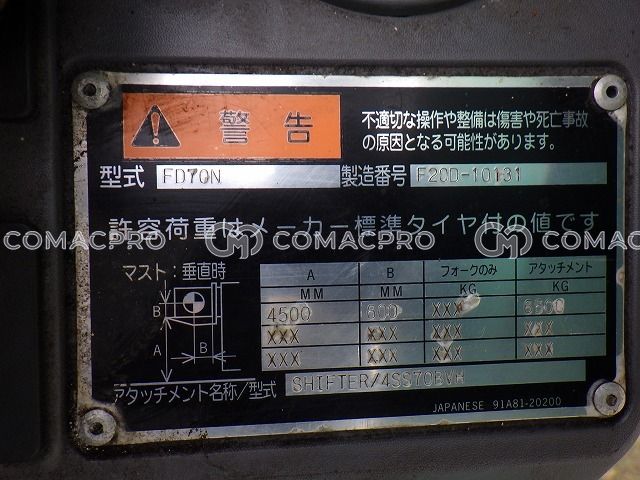 警告
不適切な操作や整備は傷害や死亡事故
の原因となる可能性があります。
型式 FD70N 製造番号 F20D-10131
許容荷重はメーカー標準タイヤ付の値です
COMACPRO COMACPRO COMACPRO
マスト：垂直時
A B フォークのみ アタッチメント
MM MM KG KG
4500 600 XXX 6500
XXX XXX XXX XXX
XXX XXX XXX XXX
B
A
B
アタッチメント名称/型式 SHIFTER/4SS70BVH
JAPANESE 91A81-20200